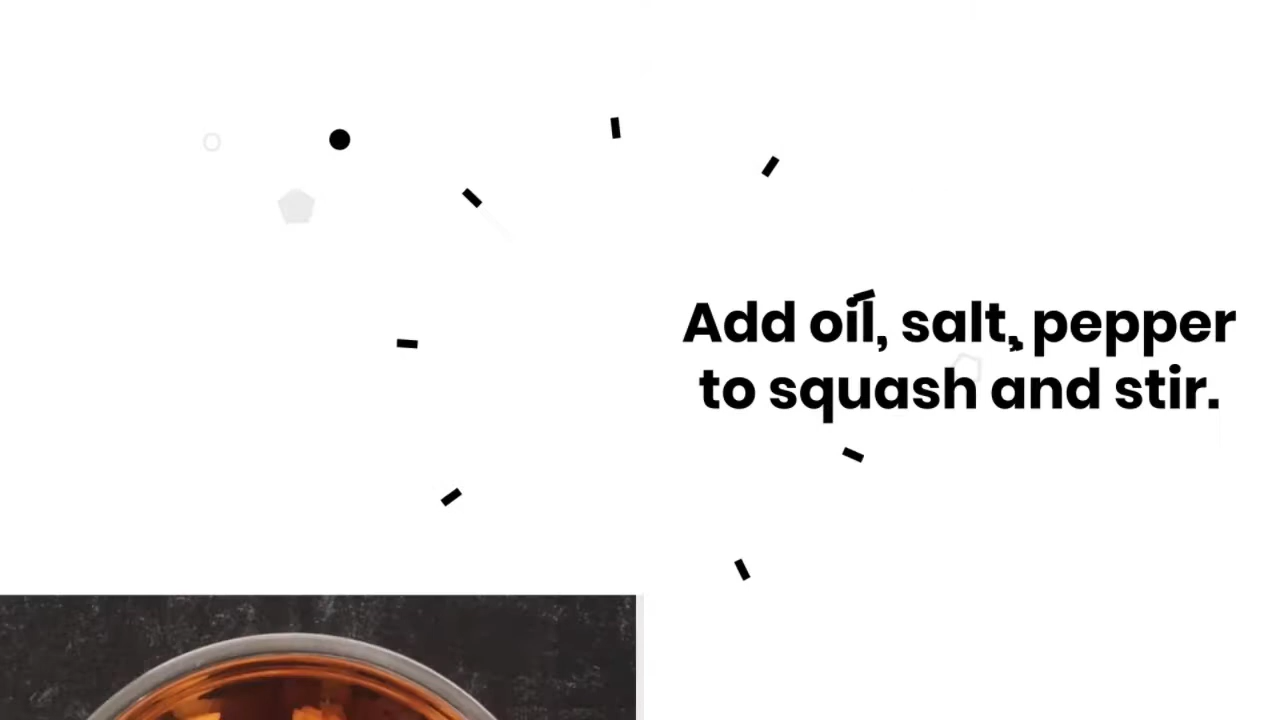 Add oil, salt, pepper
to squash and stir.